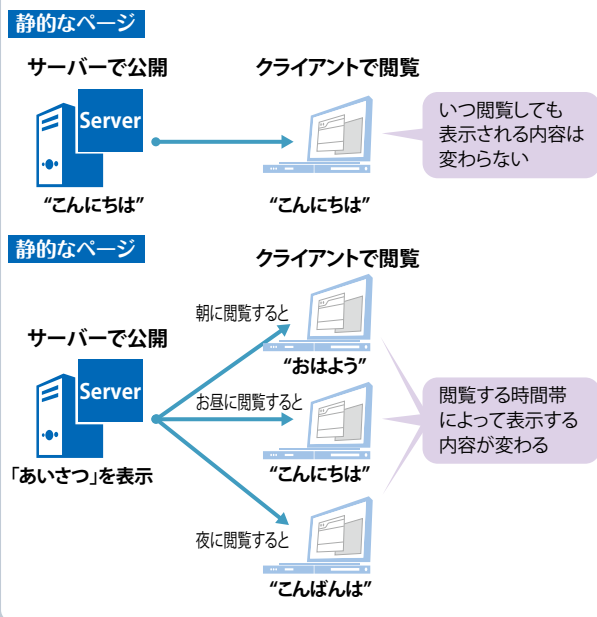 静的なページ
サーバーで公開
クライアントで閲覧
Server
いつ閲覧しても
表示される内容は
変わらない
“こんにちは”
“こんにちは”
静的なページ
クライアントで閲覧
朝に閲覧すると
サーバーで公開
“おはよう”
Server
お昼に閲覧すると
閲覧する時間帯
によって表示する
内容が変わる
「あいさつ」を表示
“こんにちは”
夜に閲覧すると
“こんばんは”